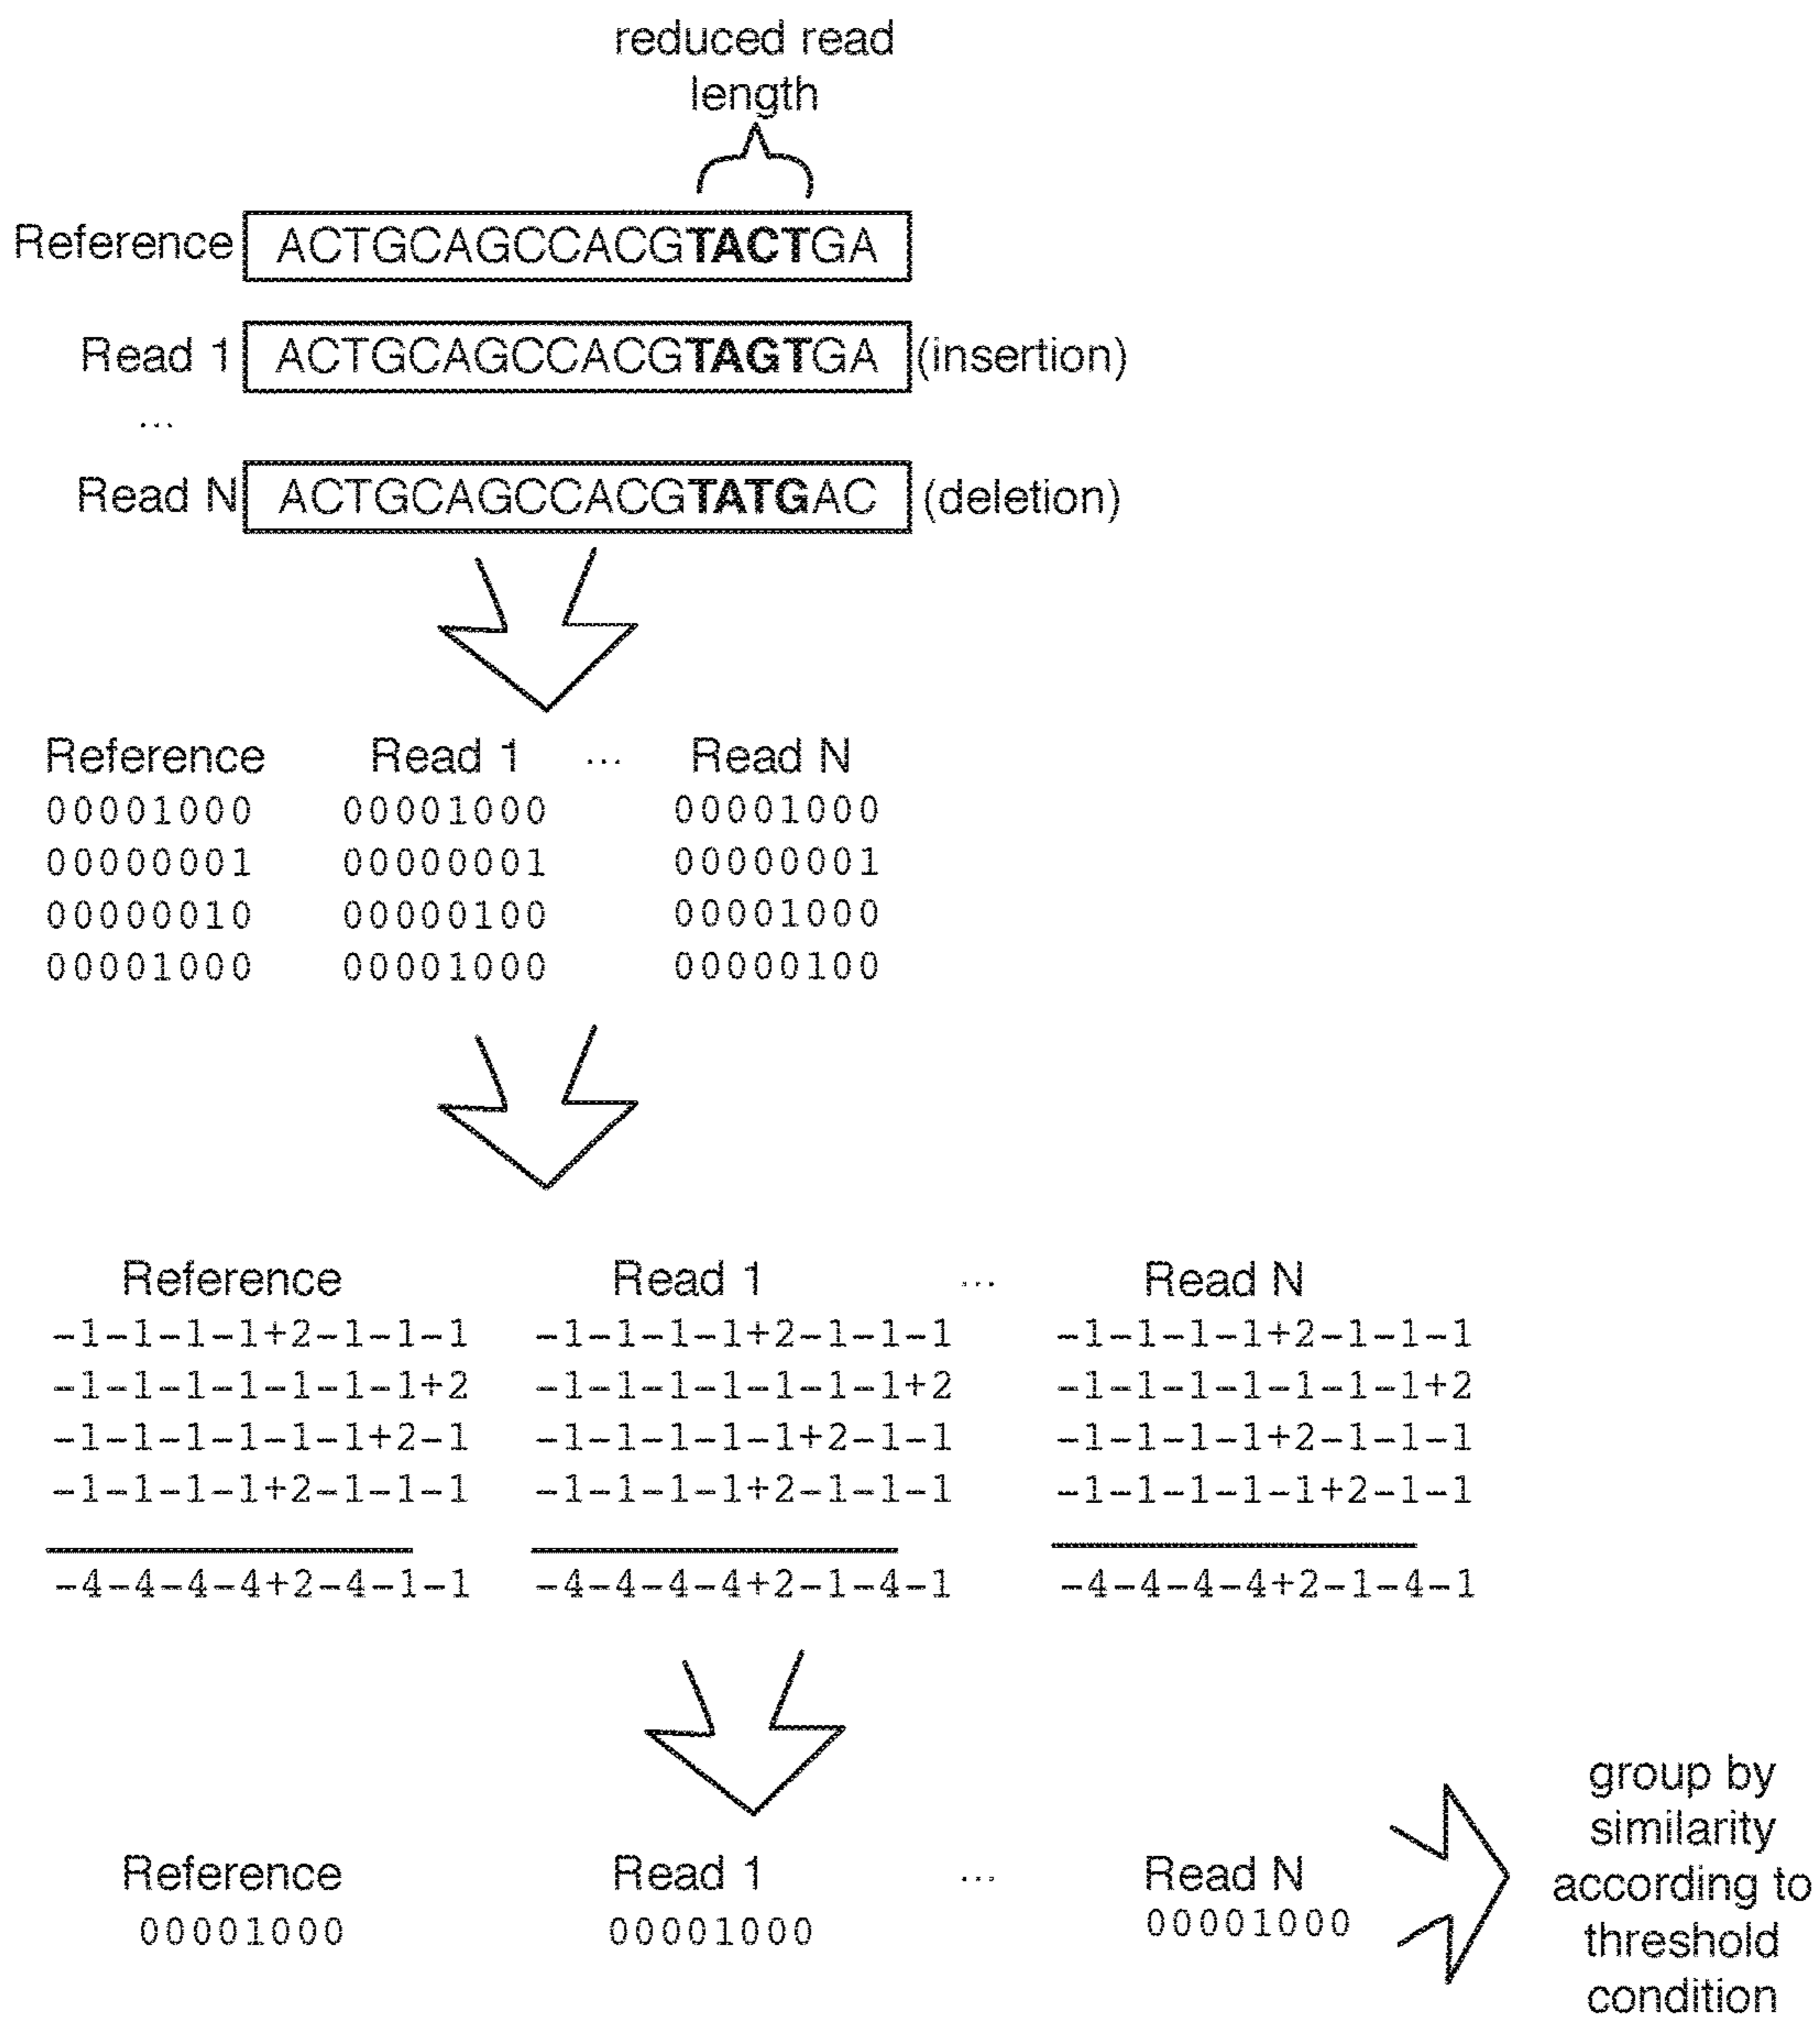 reduced read
length
Reference ACTGCAGCCACGTACTGA
Read 1 ACTGCAGCCACGTAGTGA (insertion)
...
Read N ACTGCAGCCACGTATGAC (deletion)
Reference Read 1 ... Read N
00001000 00001000 00001000
00000001 00000001 00000001
00000010 00000100 00001000
00001000 00001000 00000100
Reference Read 1 ... Read N
-1-1-1-1+2-1-1-1 -1-1-1-1+2-1-1-1 -1-1-1-1+2-1-1-1
-1-1-1-1-1-1-1+2 -1-1-1-1-1-1-1+2 -1-1-1-1-1-1-1+2
-1-1-1-1-1-1+2-1 -1-1-1-1-1+2-1-1 -1-1-1-1+2-1-1-1
-1-1-1-1+2-1-1-1 -1-1-1-1+2-1-1-1 -1-1-1-1-1+2-1-1
-4-4-4-4+2-4-1-1 -4-4-4-4+2-1-4-1 -4-4-4-4+2-1-4-1
Reference Read 1 ... Read N
00001000 00001000 00001000
group by
similarity
according to
threshold
condition